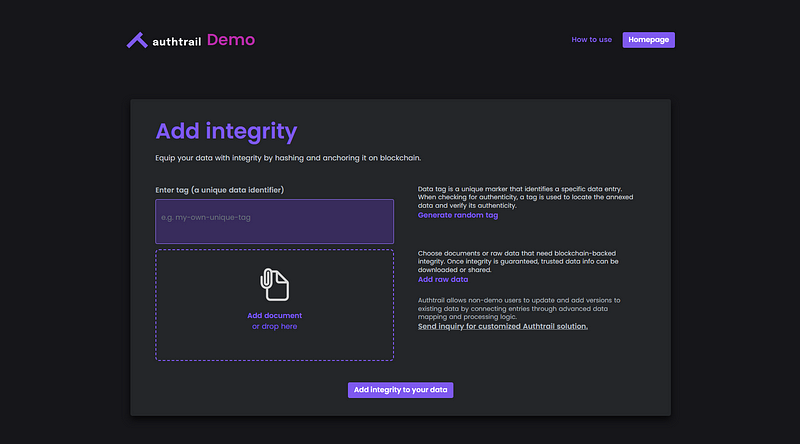 authtrail Demo
How to use
Homepage
Add integrity
Equip your data with integrity by hashing and anchoring it on blockchain.
Enter tag (a unique data identifier)
e.g. my-own-unique-tag
Add document
or drop here
Data tag is a unique marker that identifies a specific data entry.
When checking for authenticity, a tag is used to locate the annexed
data and verify its authenticity.
Generate random tag
Choose documents or raw data that need blockchain-backed
integrity. Once integrity is guaranteed, trusted data info can be
downloaded or shared.
Add raw data
Authtrail allows non-demo users to update and add versions to
existing data by connecting entries through advanced data
mapping and processing logic.
Send inquiry for customized Authtrail solution.
Add integrity to your data